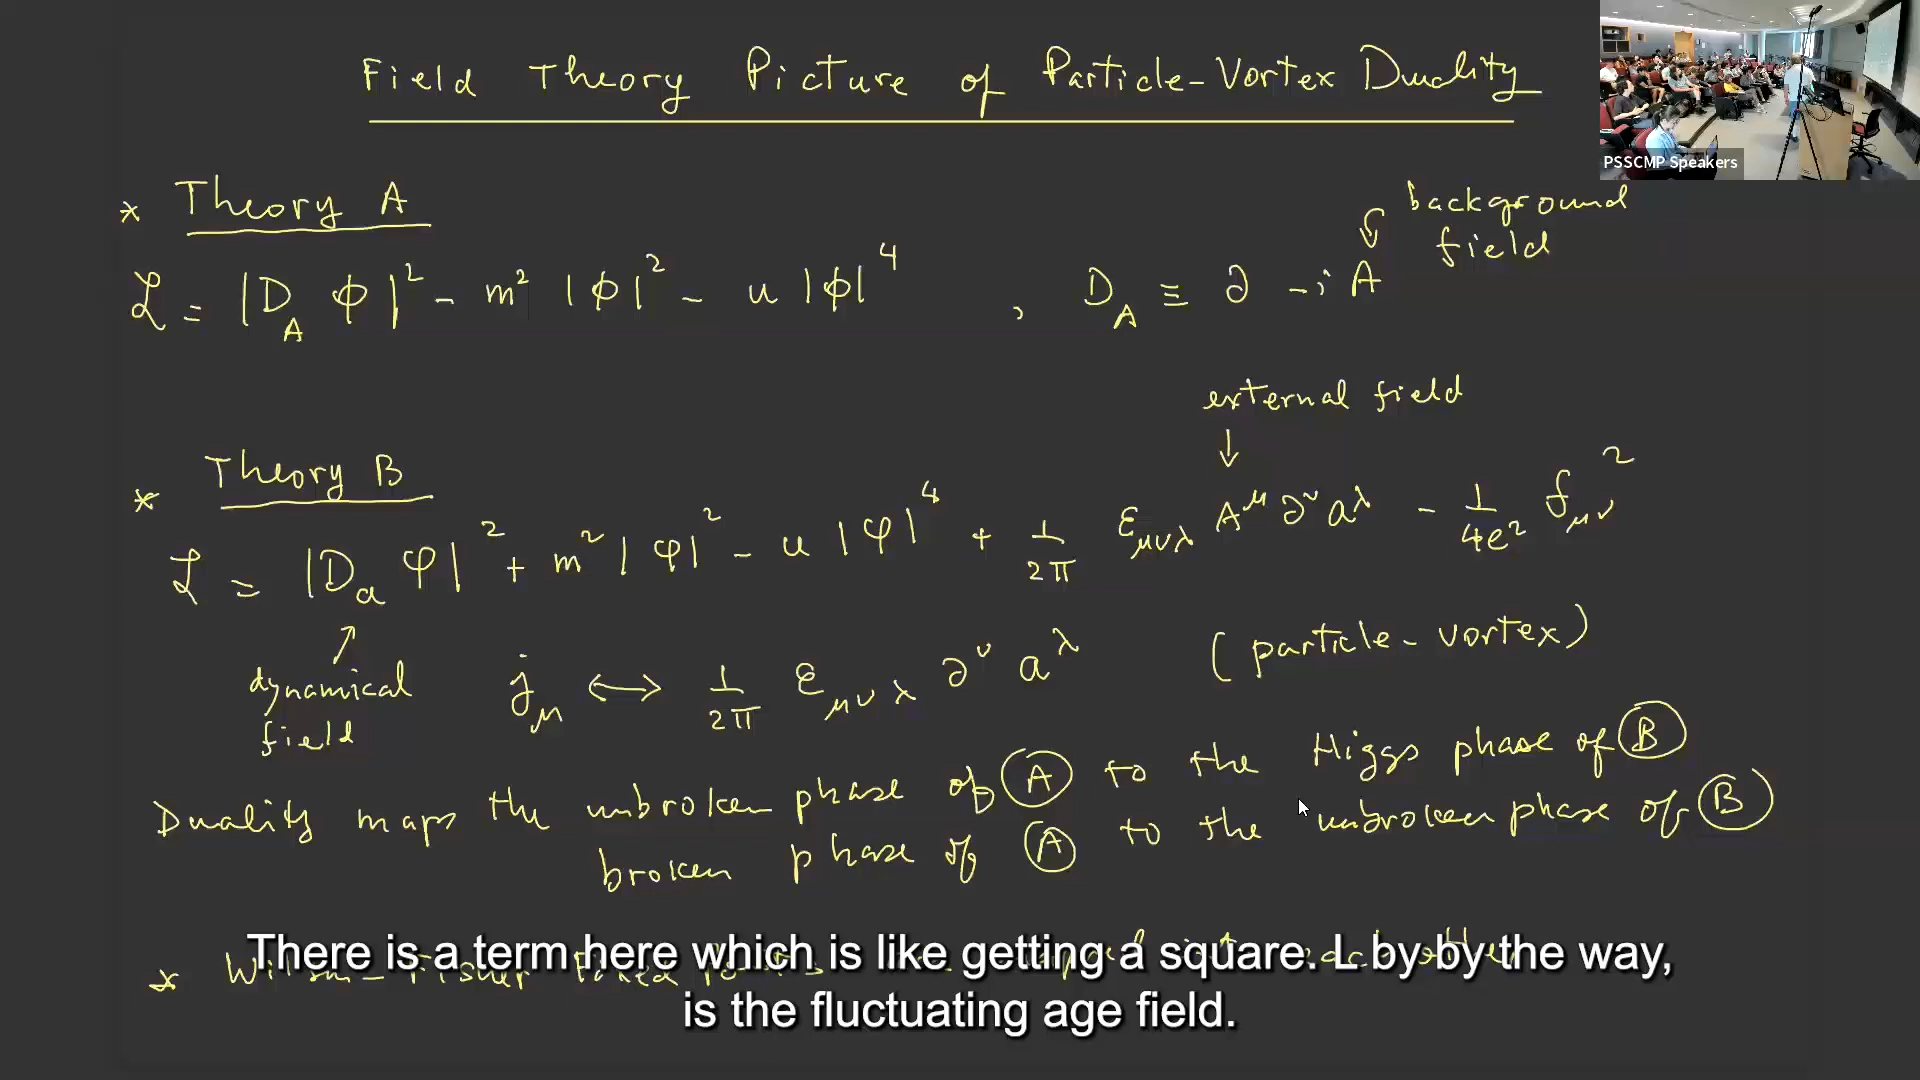 Field Theory Picture of Particle-Vortex Duality
PSSCMP Speakers
* Theory A
background field
ℒ = |D_A ϕ|² - m² |ϕ|² - u |ϕ|⁴ , D_A ≡ ∂ - i A
external field
* Theory B
ℒ = |D_a φ|² + m² |φ|² - u |φ|⁴ + 1/2π ε_μνλ A^μ ∂^ν a^λ - 1/4e² f_μν²
dynamical field
j_μ ↔ 1/2π ε_μνλ ∂^ν a^λ (particle-vortex)
Duality maps the unbroken phase of Ⓐ to the Higgs phase of Ⓑ
broken phase of Ⓐ to the unbroken phase of Ⓑ
* Wilson-Fisher fixed
There is a term here which is like getting a square. L by by the way,
is the fluctuating age field.